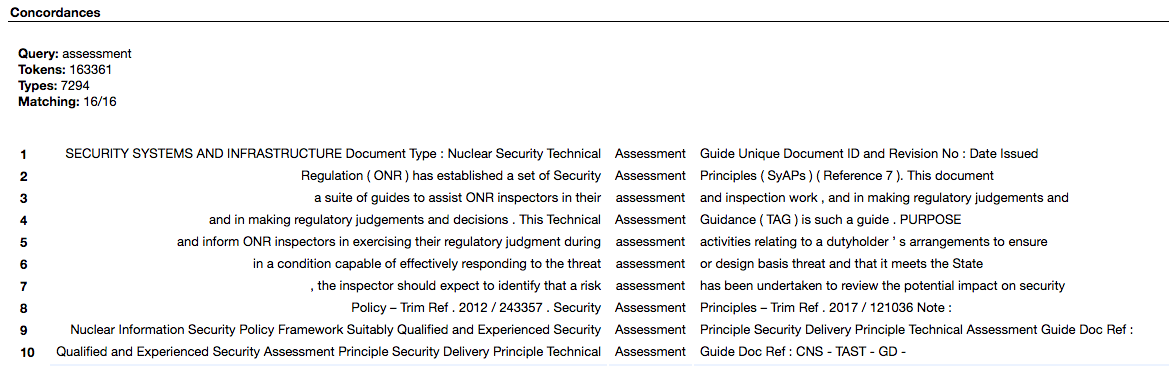 Concordances
Query: assessment
Tokens: 163361
Types: 7294
Matching: 16/16
1 SECURITY SYSTEMS AND INFRASTRUCTURE Document Type : Nuclear Security Technical Assessment Guide Unique Document ID and Revision No : Date Issued
2 Regulation ( ONR ) has established a set of Security Assessment Principles ( SyAPs ) ( Reference 7 ). This document
3 a suite of guides to assist ONR inspectors in their assessment and inspection work , and in making regulatory judgements and
4 and in making regulatory judgements and decisions . This Technical Assessment Guidance ( TAG ) is such a guide . PURPOSE
5 and inform ONR inspectors in exercising their regulatory judgment during assessment activities relating to a dutyholder ’ s arrangements to ensure
6 in a condition capable of effectively responding to the threat assessment or design basis threat and that it meets the State
7 , the inspector should expect to identify that a risk assessment has been undertaken to review the potential impact on security
8 Policy – Trim Ref . 2012 / 243357 . Security Assessment Principles – Trim Ref . 2017 / 121036 Note :
9 Nuclear Information Security Policy Framework Suitably Qualified and Experienced Security Assessment Principle Security Delivery Principle Technical Assessment Guide Doc Ref :
10 Qualified and Experienced Security Assessment Principle Security Delivery Principle Technical Assessment Guide Doc Ref : CNS - TAST - GD -